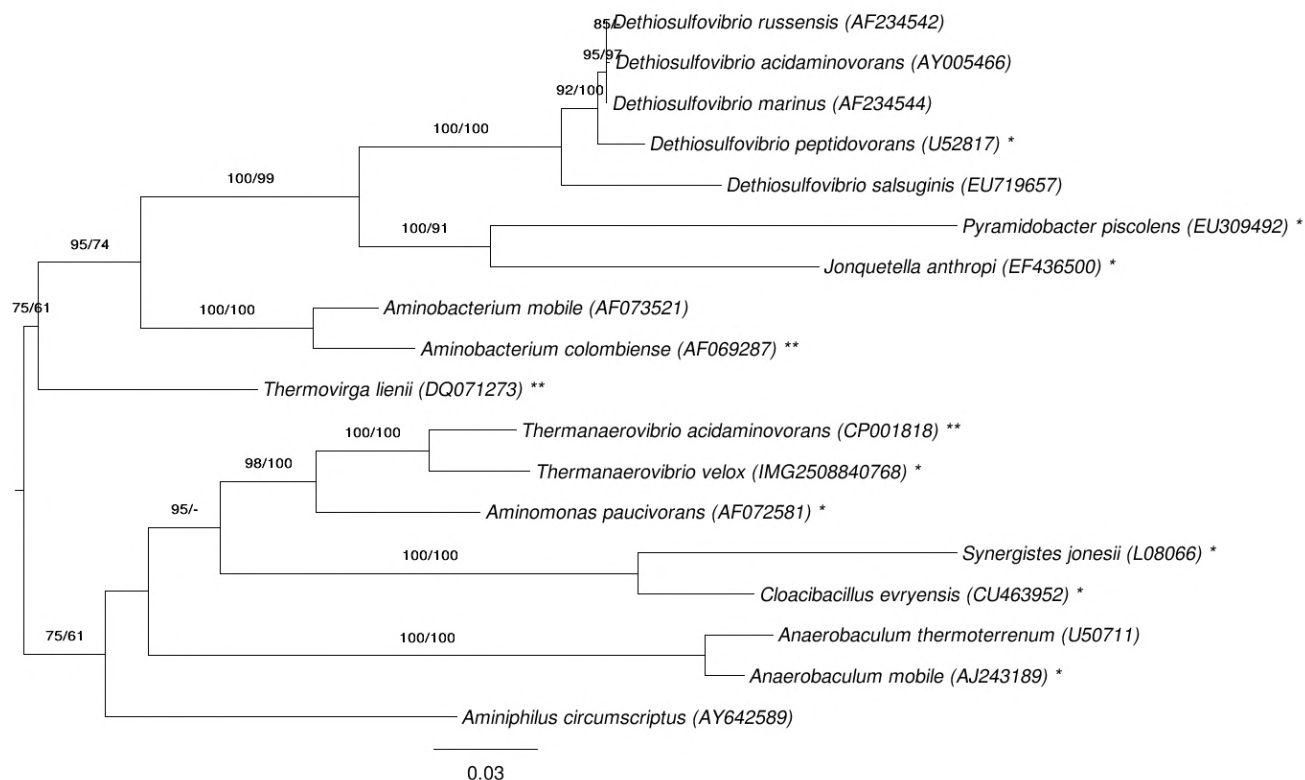 85/-
Dethiosulfovibrio russensis (AF234542)
95/97
Dethiosulfovibrio acidaminovorans (AY005466)
92/100
Dethiosulfovibrio marinus (AF234544)
100/100
Dethiosulfovibrio peptidovorans (U52817) *
100/99
Dethiosulfovibrio salsuginis (EU719657)
100/91
Pyramidobacter piscolens (EU309492) *
95/74
Jonquetella anthropi (EF436500) *
75/61
100/100
Aminobacterium mobile (AF073521)
Aminobacterium colombiense (AF069287) **
Thermovirga lienii (DQ071273) **
100/100
Thermanaerovibrio acidaminovorans (CP001818) **
98/100
Thermanaerovibrio velox (IMG2508840768) *
95/-
Aminomonas paucivorans (AF072581) *
100/100
Synergistes jonesii (L08066) *
Cloacibacillus evryensis (CU463952) *
75/61
100/100
Anaerobaculum thermoterrenum (U50711)
Anaerobaculum mobile (AJ243189) *
Aminiphilus circumscriptus (AY642589)
0.03